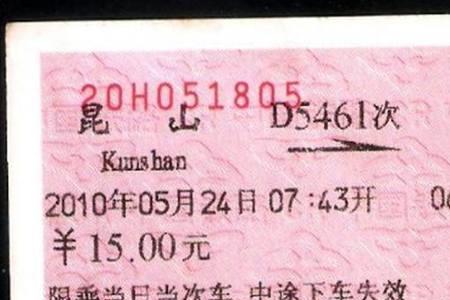 20H051805
昆 山 D5461次
Kunshan
2010年05月24日 07:43开
￥15.00元
限乘当日当次车 中途下车失效